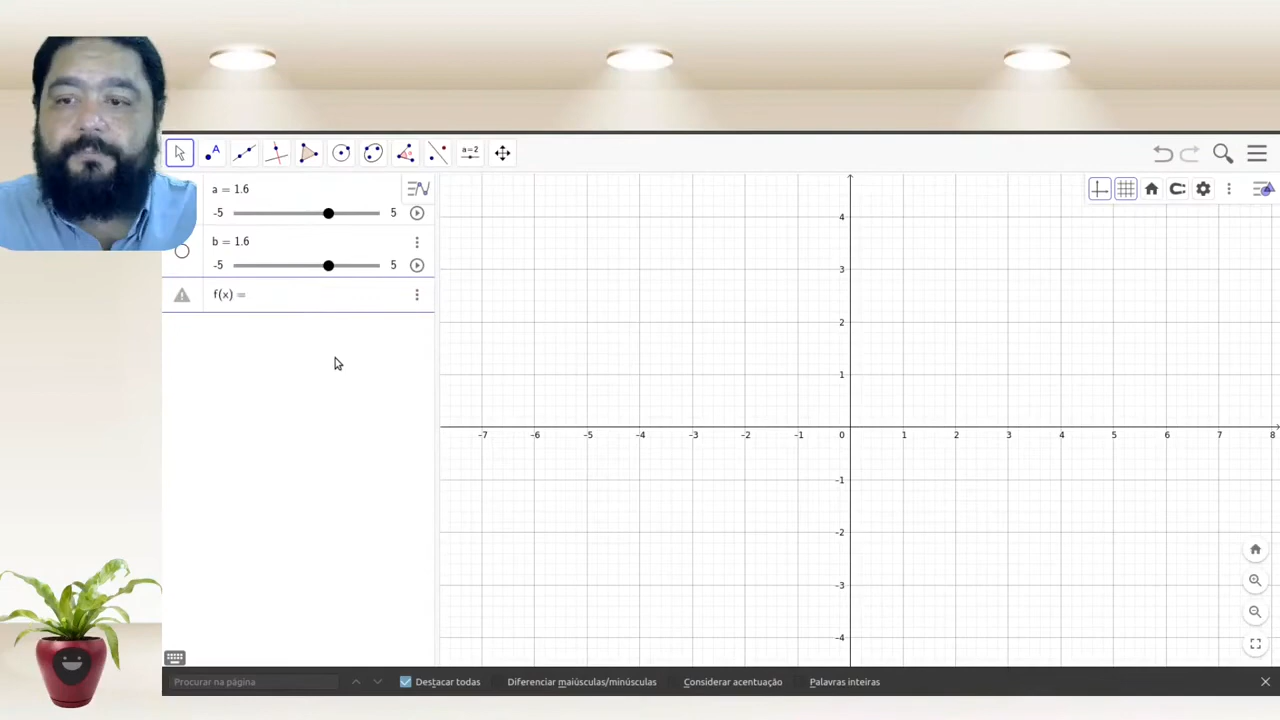 a=2
a = 1.6
-5
5
b = 1.6
-5
5
f(x) =
4
3
2
1
-7 -6 -5 -4 -3 -2 -1 0 1 2 3 4 5 6 7 8
-1
-2
-3
-4
Procurar na página
Destacar todas
Diferenciar maiúsculas/minúsculas
Considerar acentuação
Palavras inteiras